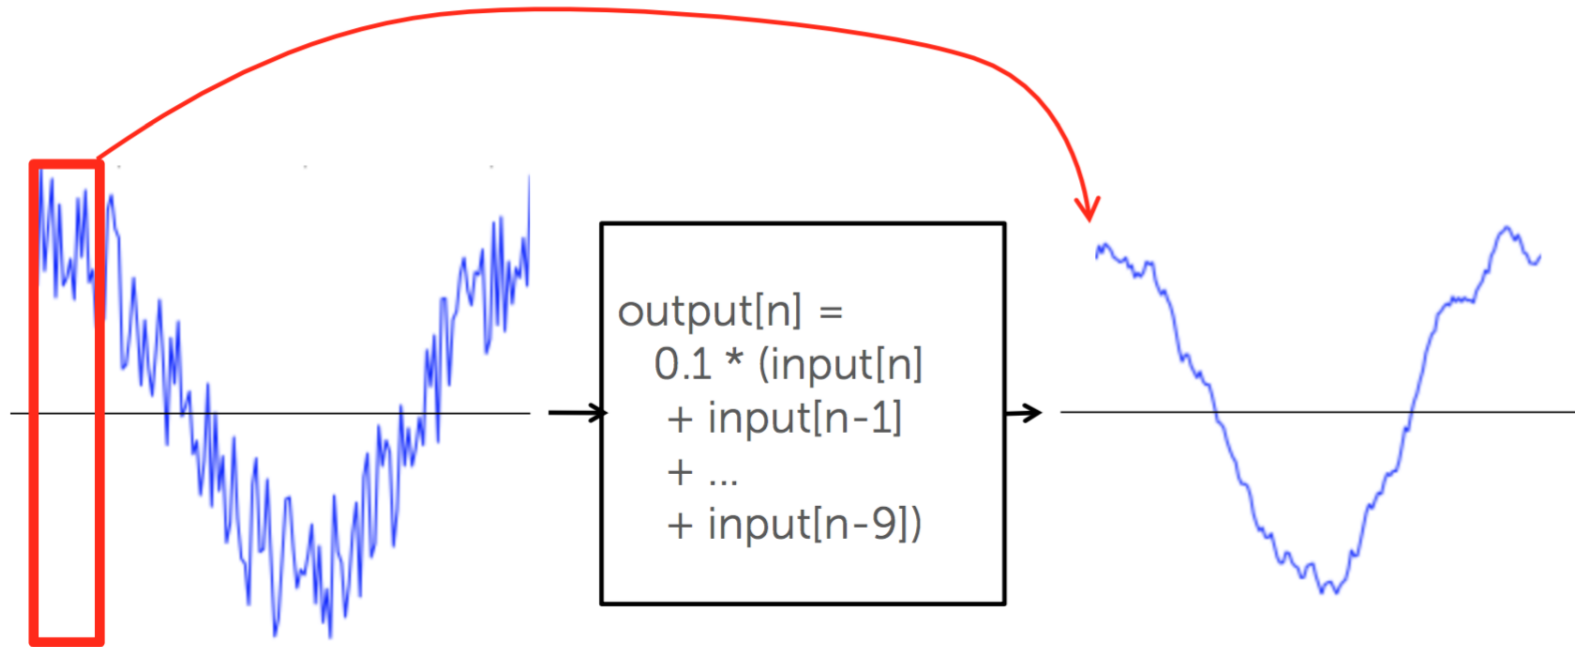 output[n] =
0.1 * (input[n]
+ input[n-1]
+ ...
+ input[n-9])